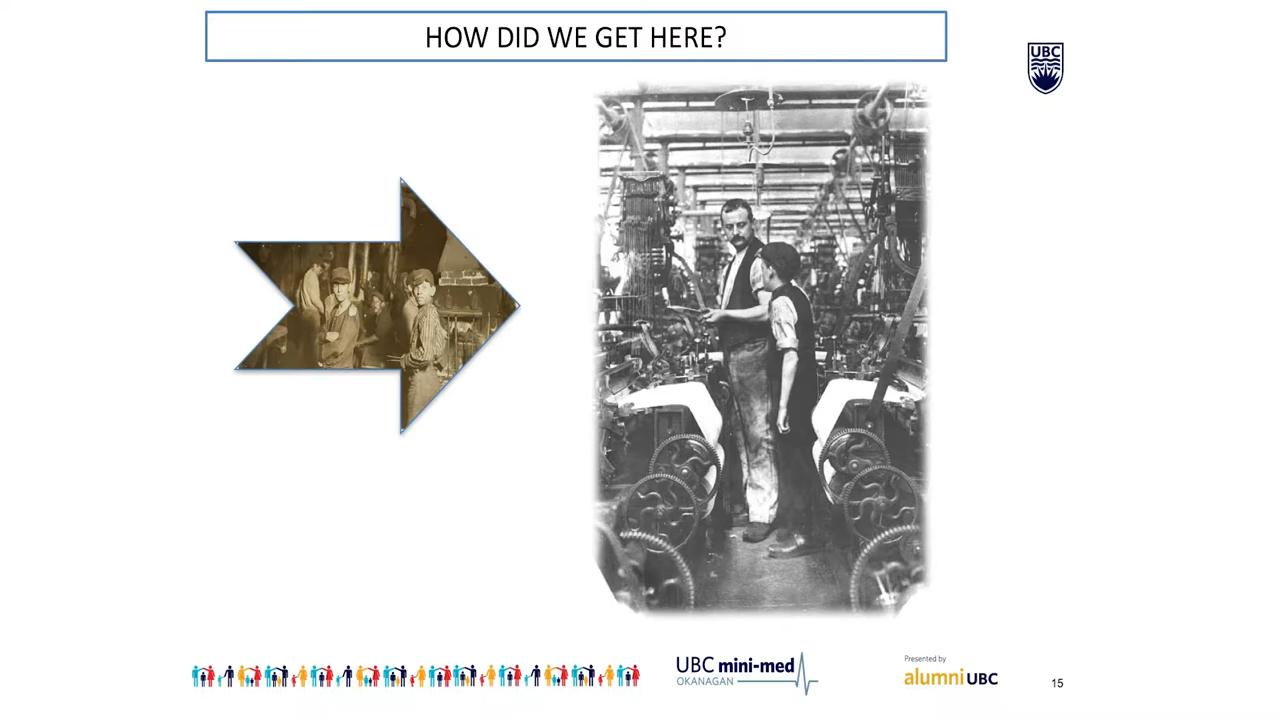 HOW DID WE GET HERE?
UBC
UBC mini-med
OKANAGAN
Presented by
alumni UBC
15